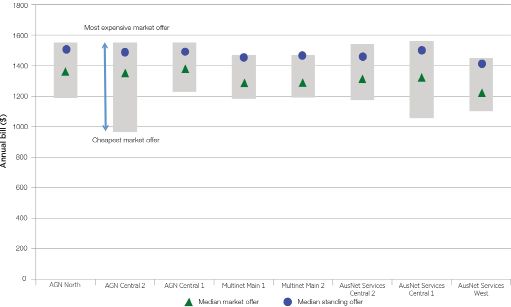 1800
1600
1400
1200
1000
800
600
400
200
0
Annual bill ($)
Most expensive market offer
Cheapest market offer
AGN North
AGN Central 2
AGN Central 1
Multinet Main 1
Multinet Main 2
AusNet Services
Central 2
AusNet Services
Central 1
AusNet Services
West
Median market offer
Median standing offer